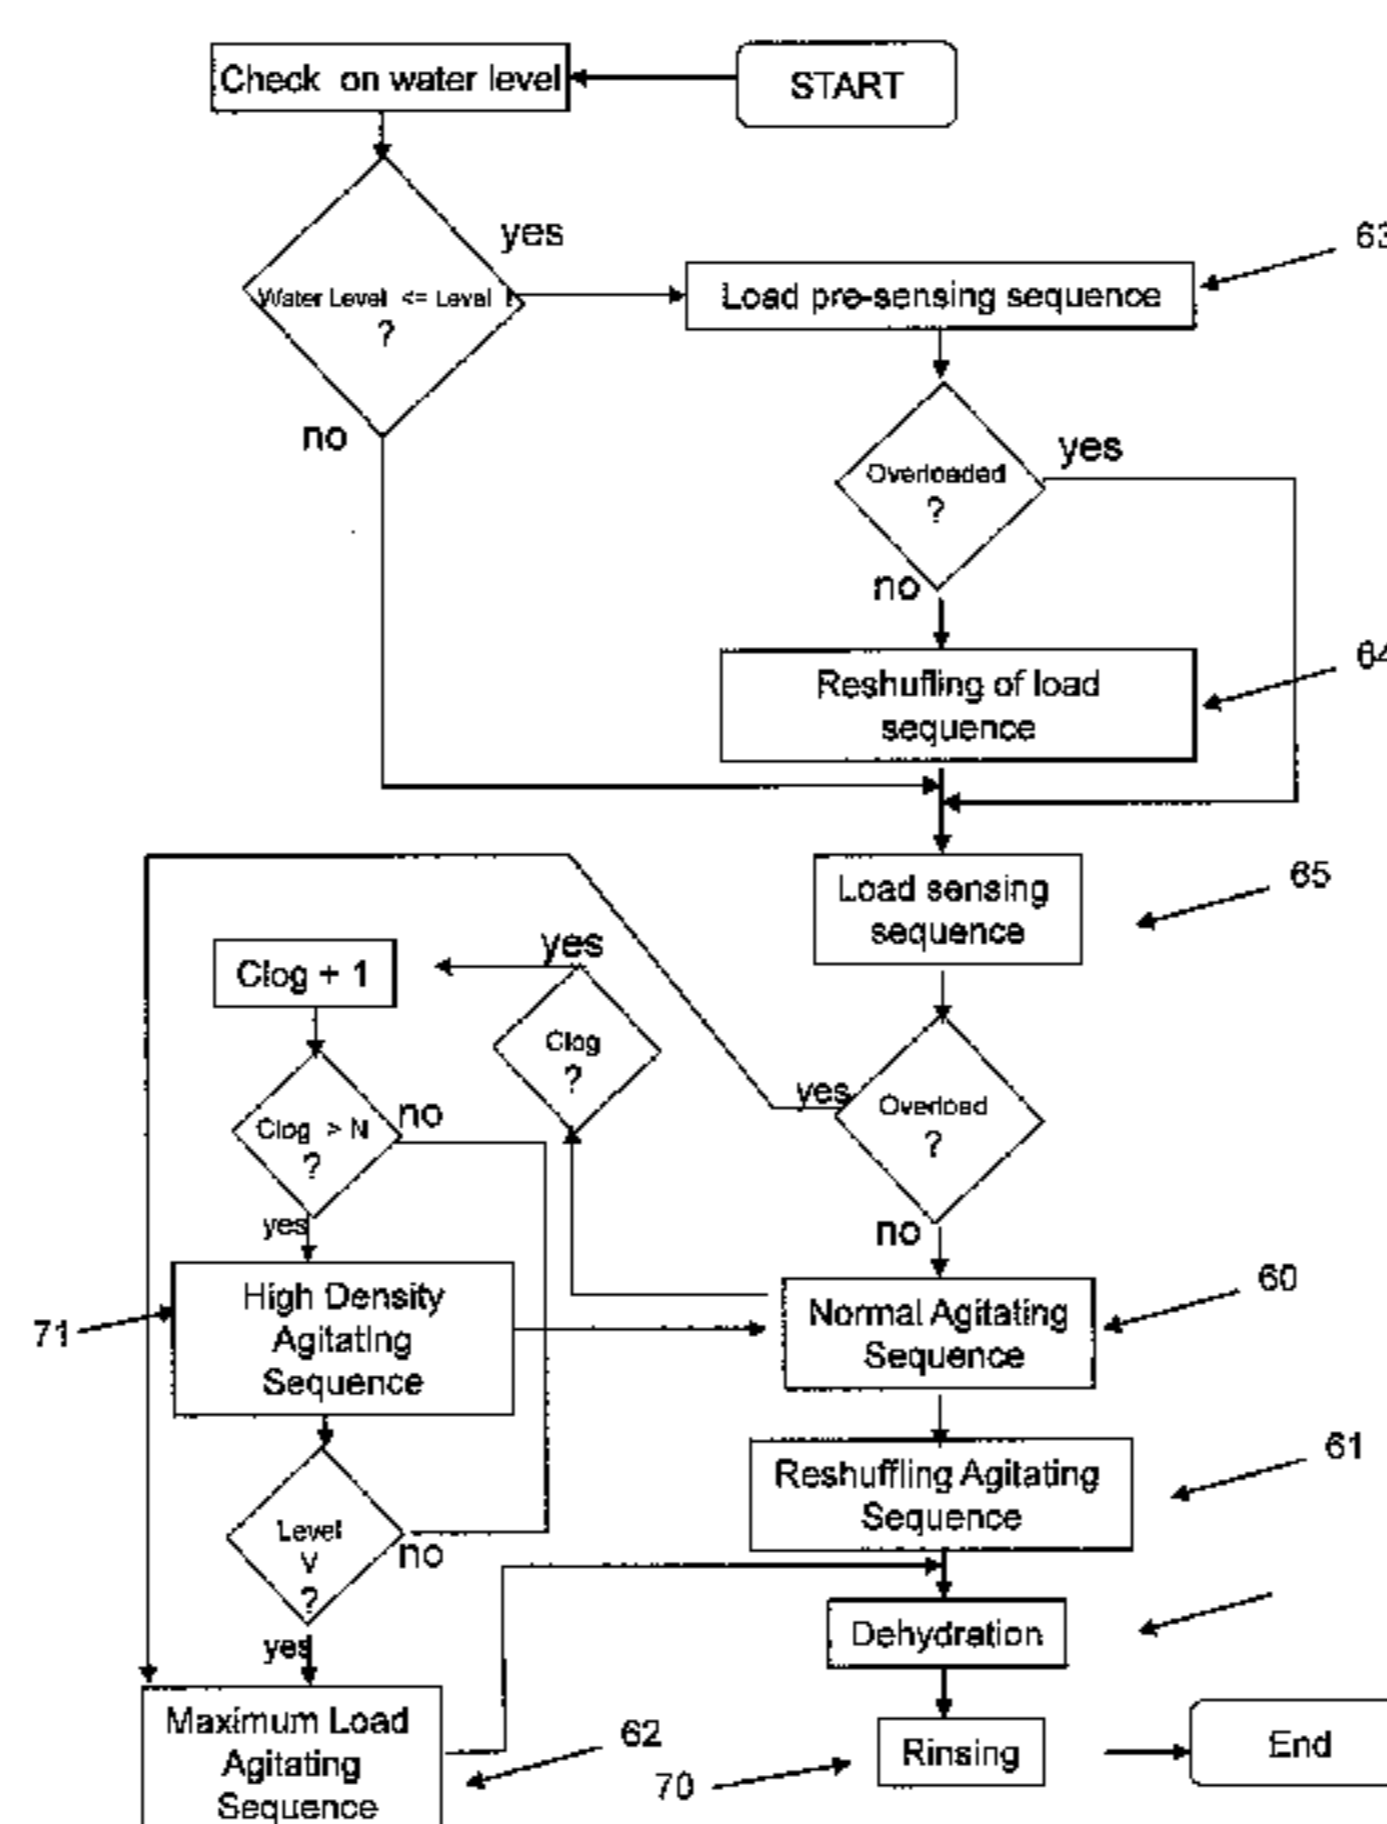 START
Check on water level
yes
Water Level <= Level
?
no
Load pre-sensing sequence
63
Overloaded
?
yes
no
Reshufling of load
sequence
64
Load sensing
sequence
65
yes
Clog + 1
Clog
?
Clog > N
?
no
yes
yes
Overload
?
no
High Density
Agitating
Sequence
71
Normal Agitating
Sequence
60
Reshuffling Agitating
Sequence
61
Level
V
?
no
yes
Dehydration
Maximum Load
Agitating
Sequence
62
70
Rinsing
End